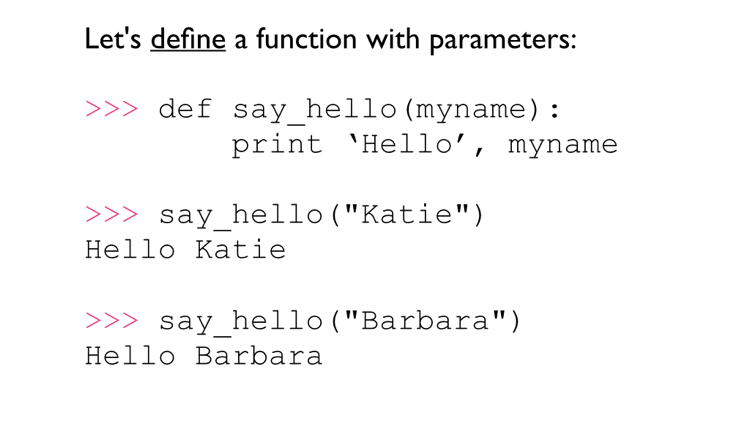 Let's define a function with parameters:
>>> def say_hello(myname):
        print ‘Hello’, myname
>>> say_hello("Katie")
Hello Katie
>>> say_hello("Barbara")
Hello Barbara